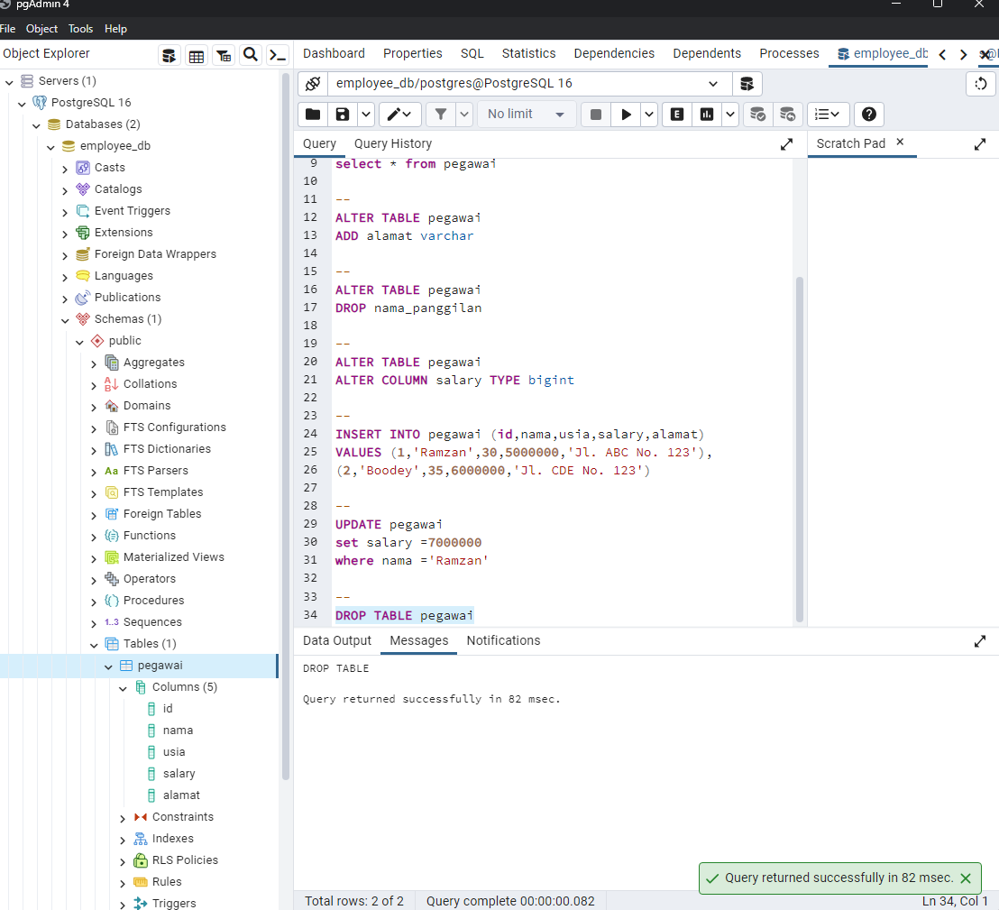 pgAdmin 4
File Object Tools Help
Object Explorer
Dashboard Properties SQL Statistics Dependencies Dependents Processes employee_db
Servers (1)
PostgreSQL 16
Databases (2)
employee_db
Casts
Catalogs
Event Triggers
Extensions
Foreign Data Wrappers
Languages
Publications
Schemas (1)
public
Aggregates
Collations
Domains
FTS Configurations
FTS Dictionaries
FTS Parsers
FTS Templates
Foreign Tables
Functions
Materialized Views
Operators
Procedures
1..3 Sequences
Tables (1)
pegawai
Columns (5)
id
nama
usia
salary
alamat
Constraints
Indexes
RLS Policies
Rules
Triggers
employee_db/postgres@PostgreSQL 16
No limit
E
Query Query History
Scratch Pad
9 select * from pegawai
10
11 --
12 ALTER TABLE pegawai
13 ADD alamat varchar
14
15 --
16 ALTER TABLE pegawai
17 DROP nama_panggilan
18
19 --
20 ALTER TABLE pegawai
21 ALTER COLUMN salary TYPE bigint
22
23 --
24 INSERT INTO pegawai (id,nama,usia,salary,alamat)
25 VALUES (1,'Ramzan',30,5000000,'Jl. ABC No. 123'),
26 (2,'Boodey',35,6000000,'Jl. CDE No. 123')
27
28 --
29 UPDATE pegawai
30 set salary =7000000
31 where nama ='Ramzan'
32
33 --
34 DROP TABLE pegawai
Data Output Messages Notifications
DROP TABLE
Query returned successfully in 82 msec.
Query returned successfully in 82 msec.
Total rows: 2 of 2 Query complete 00:00:00.082 Ln 34, Col 1